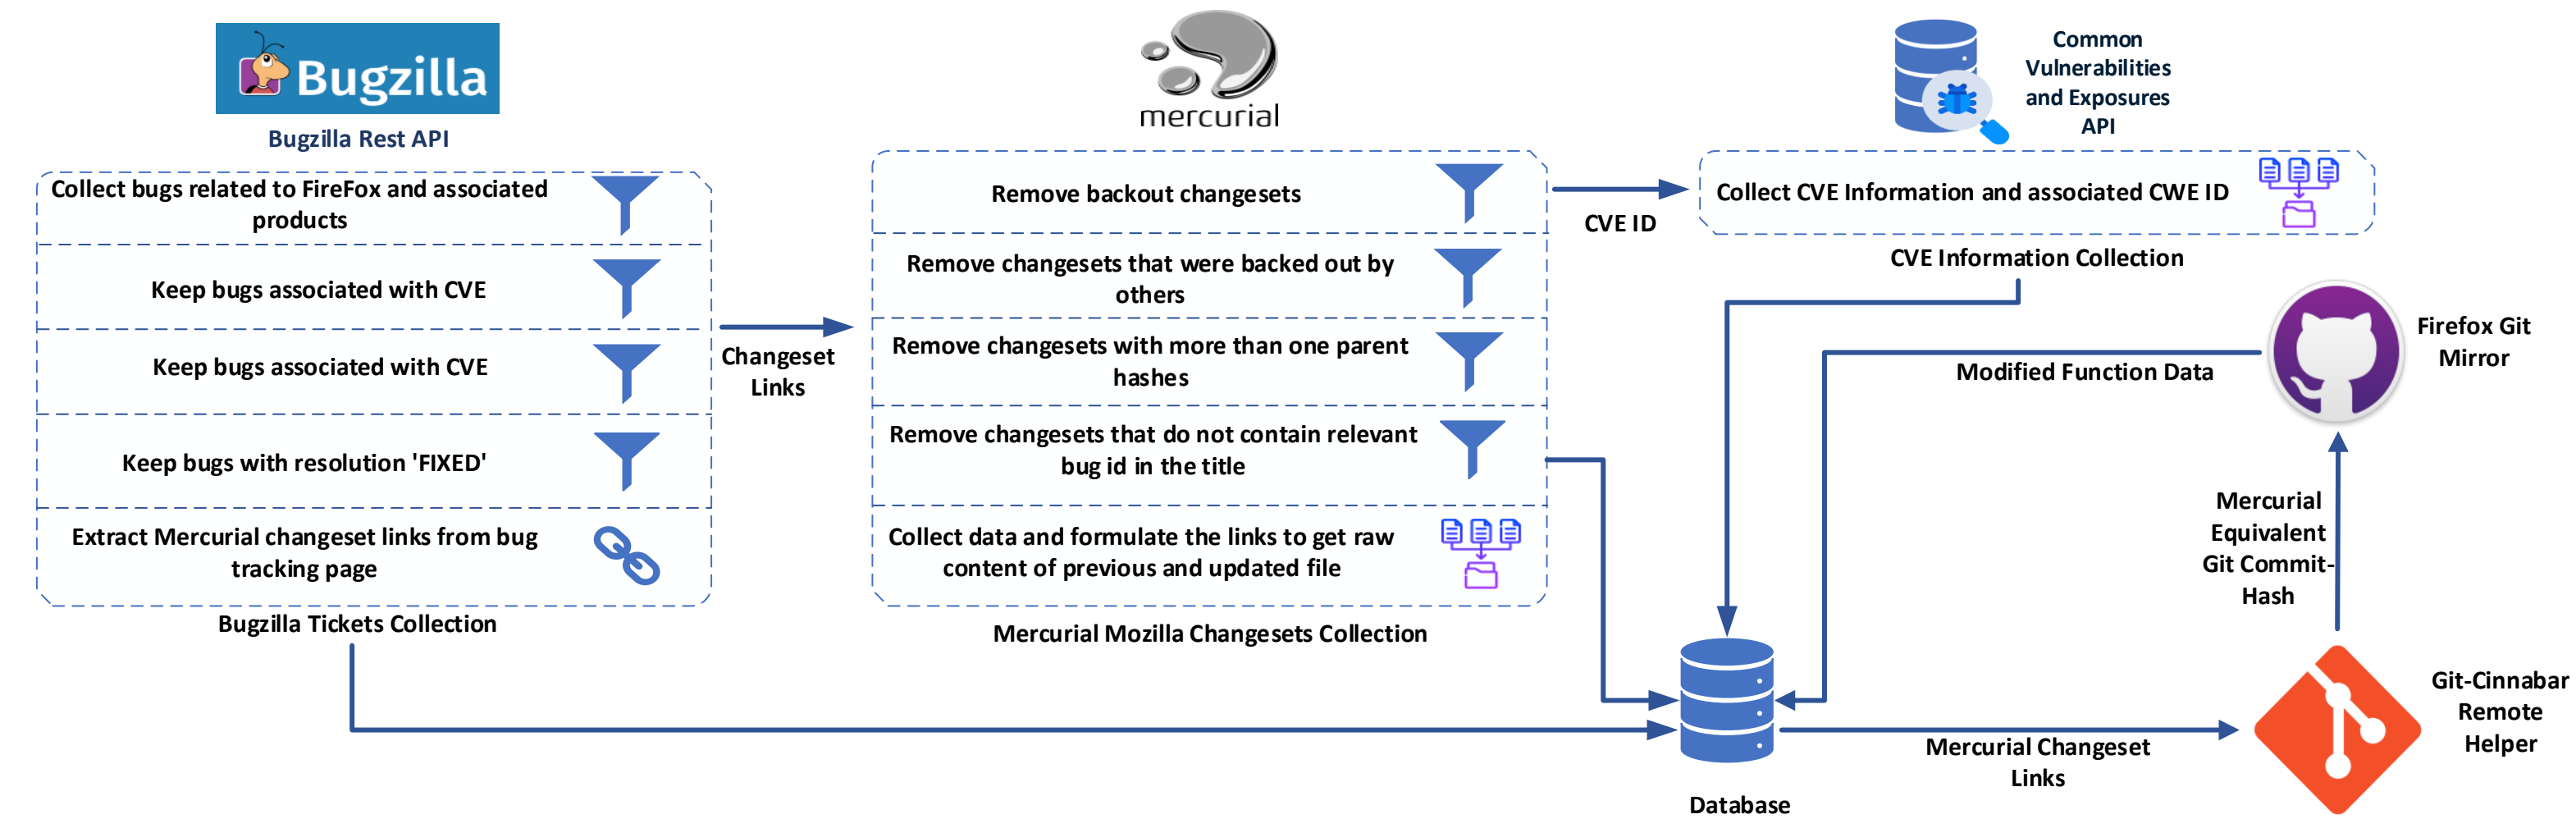 Bugzilla
Bugzilla Rest API
Collect bugs related to FireFox and associated
products
Keep bugs associated with CVE
Keep bugs associated with CVE
Keep bugs with resolution 'FIXED'
Extract Mercurial changeset links from bug
tracking page
Bugzilla Tickets Collection
Changeset
Links
mercurial
Remove backout changesets
Remove changesets that were backed out by
others
Remove changesets with more than one parent
hashes
Remove changesets that do not contain relevant
bug id in the title
Collect data and formulate the links to get raw
content of previous and updated file
Mercurial Mozilla Changesets Collection
CVE ID
Common
Vulnerabilities
and Exposures
API
Collect CVE Information and associated CWE ID
CVE Information Collection
Firefox Git
Mirror
Modified Function Data
Mercurial
Equivalent
Git Commit-
Hash
Git-Cinnabar
Remote
Helper
Mercurial Changeset
Links
Database